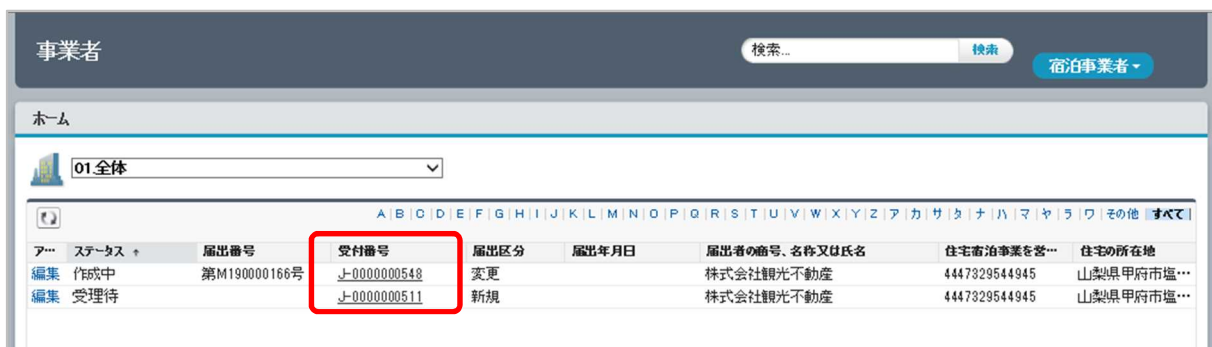 事業者
検索...
検索
宿泊事業者
ホーム
01.全体
A | B | C | D | E | F | G | H | I | J | K | L | M | N | O | P | Q | R | S | T | U | V | W | X | Y | Z | ア | カ | サ | タ | ナ | ハ | マ | ヤ | ラ | ワ | その他 | すべて |
ア… ステータス ↑ 届出番号 受付番号 届出区分 届出年月日 届出者の商号、名称又は氏名 住宅宿泊事業を営… 住宅の所在地
編集 作成中 第M190000166号 J-0000000548 変更 株式会社観光不動産 4447329544945 山梨県甲府市塩…
編集 受理待 J-0000000511 新規 株式会社観光不動産 4447329544945 山梨県甲府市塩…